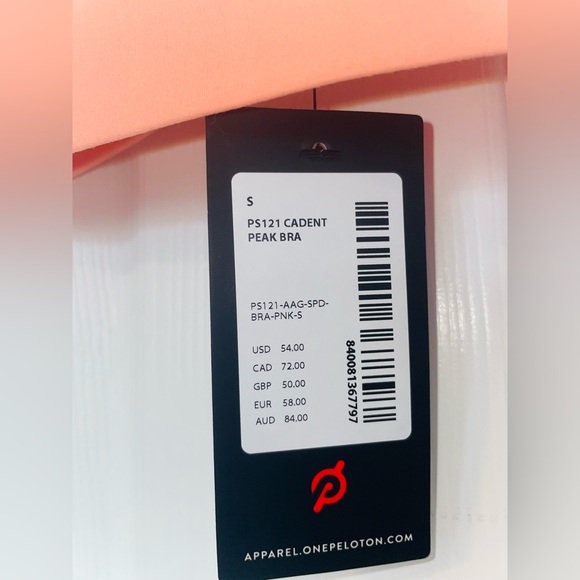 S
PS121 CADENT
PEAK BRA
PS121-AAG-SPD-
BRA-PNK-S
USD 54.00
CAD 72.00
GBP 50.00
EUR 58.00
AUD 84.00
840081367797
APPAREL.ONEPELOTON.COM